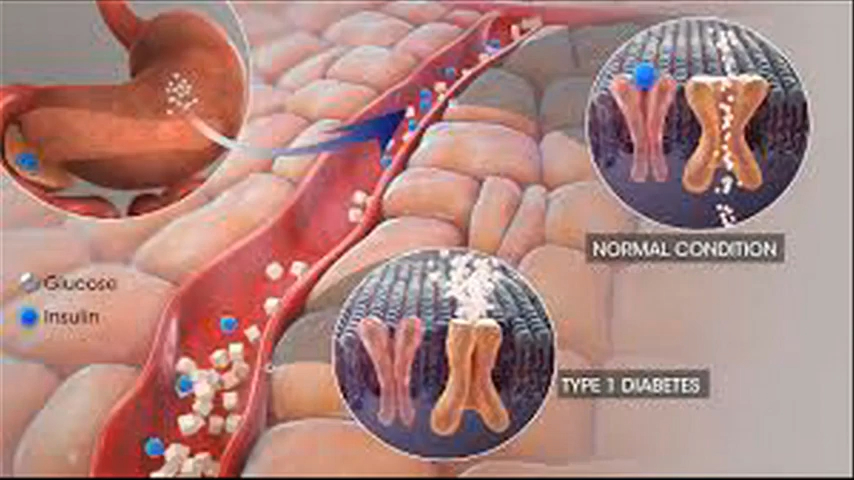 NORMAL CONDITION
Glucose
Insulin
TYPE 1 DIABETES